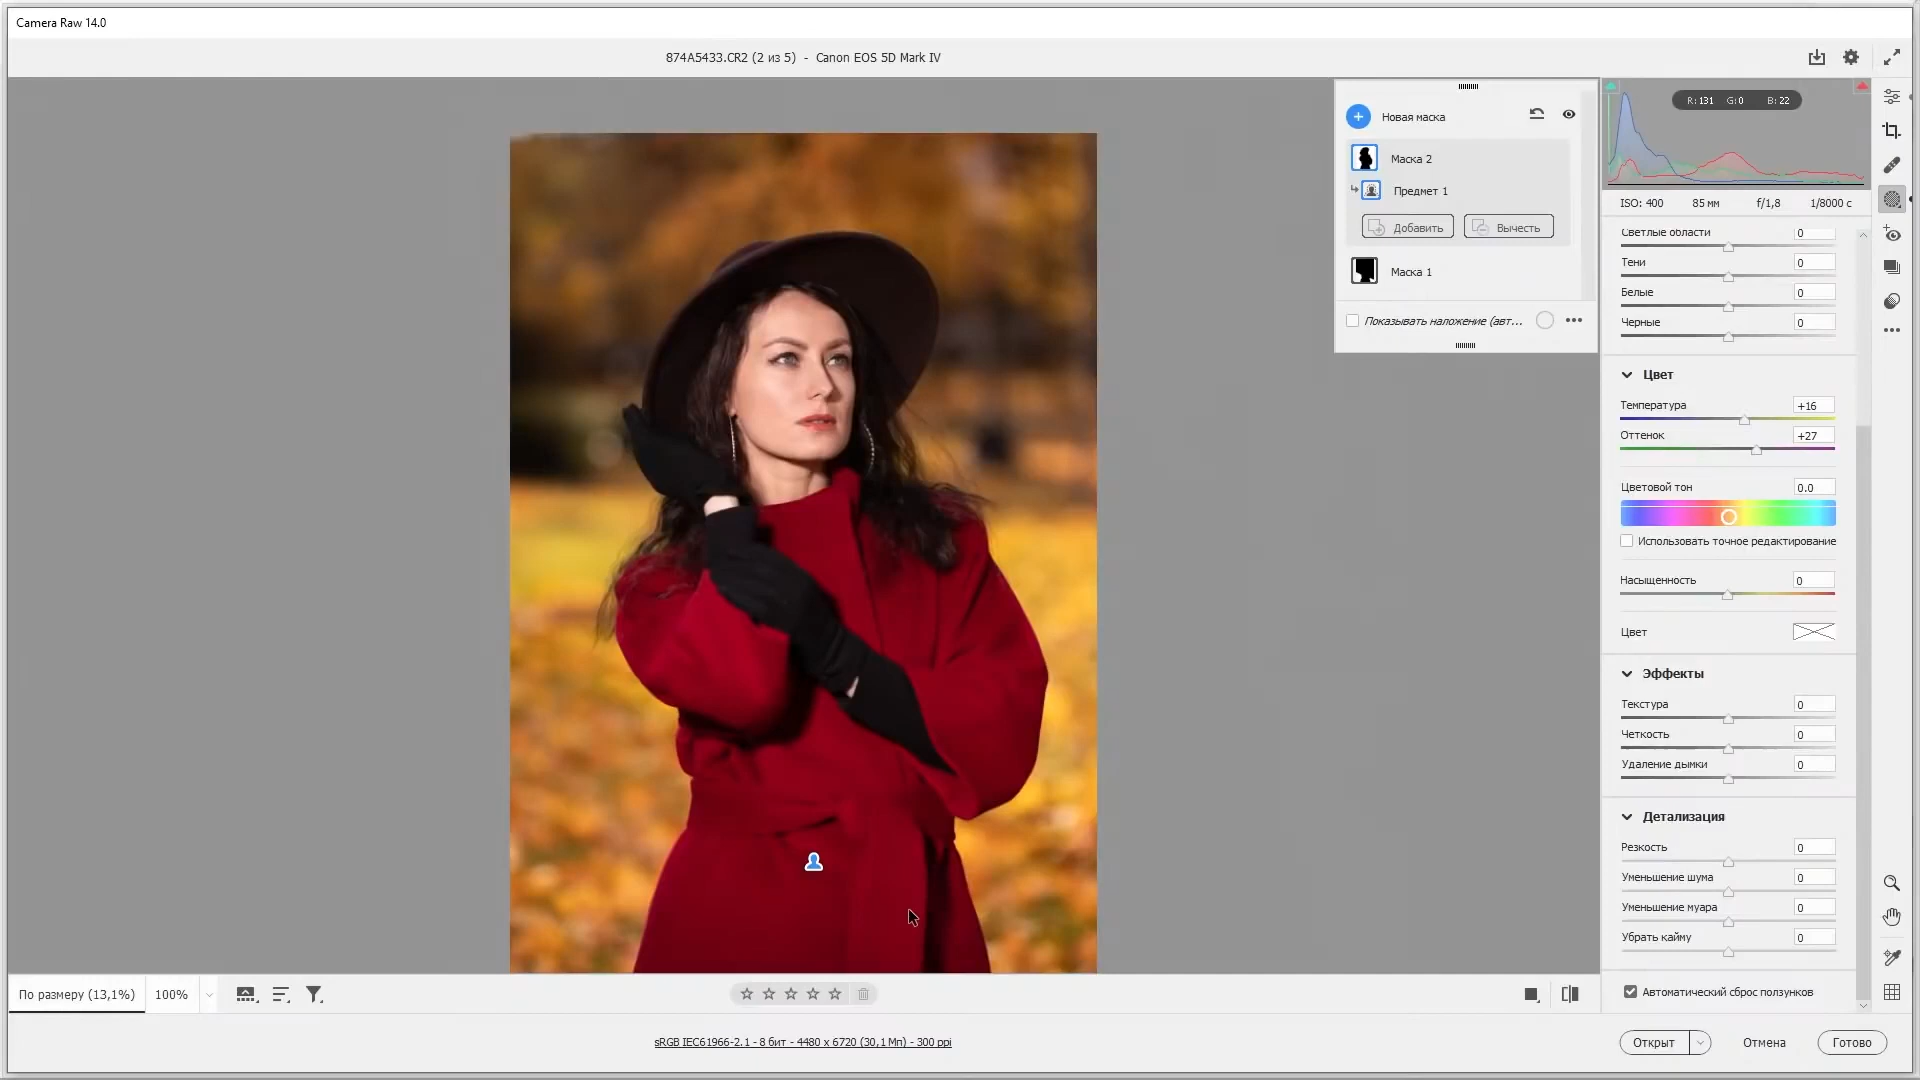 Camera Raw 14.0
874A5433.CR2 (2 из 5) - Canon EOS 5D Mark IV
R: 131 G: 0 B: 22
Новая маска
Маска 2
Предмет 1
Добавить Вычесть
Маска 1
Показывать наложение (авт...
ISO: 400 85 мм f/1,8 1/8000 с
Светлые области 0
Тени 0
Белые 0
Черные 0
Цвет
Температура +16
Оттенок +27
Цветовой тон 0.0
Использовать точное редактирование
Насыщенность 0
Цвет
Эффекты
Текстура 0
Четкость 0
Удаление дымки 0
Детализация
Резкость 0
Уменьшение шума 0
Уменьшение муара 0
Убрать кайму 0
Автоматический сброс ползунков
По размеру (13,1%) 100%
sRGB IEC61966-2.1 - 8 бит - 4480 x 6720 (30,1 Мп) - 300 ppi
Открыт Отмена Готово